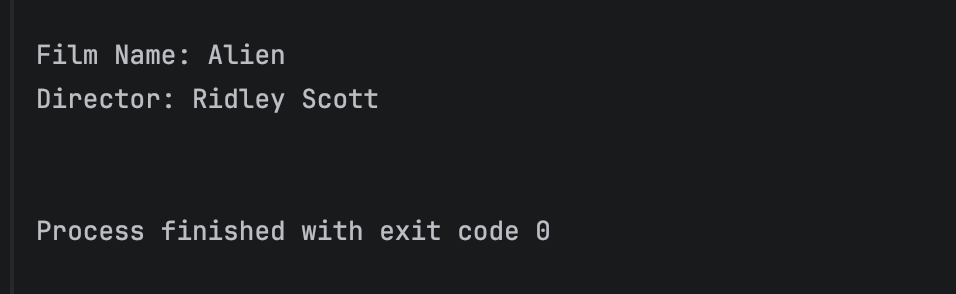 Film Name: Alien
Director: Ridley Scott
Process finished with exit code 0